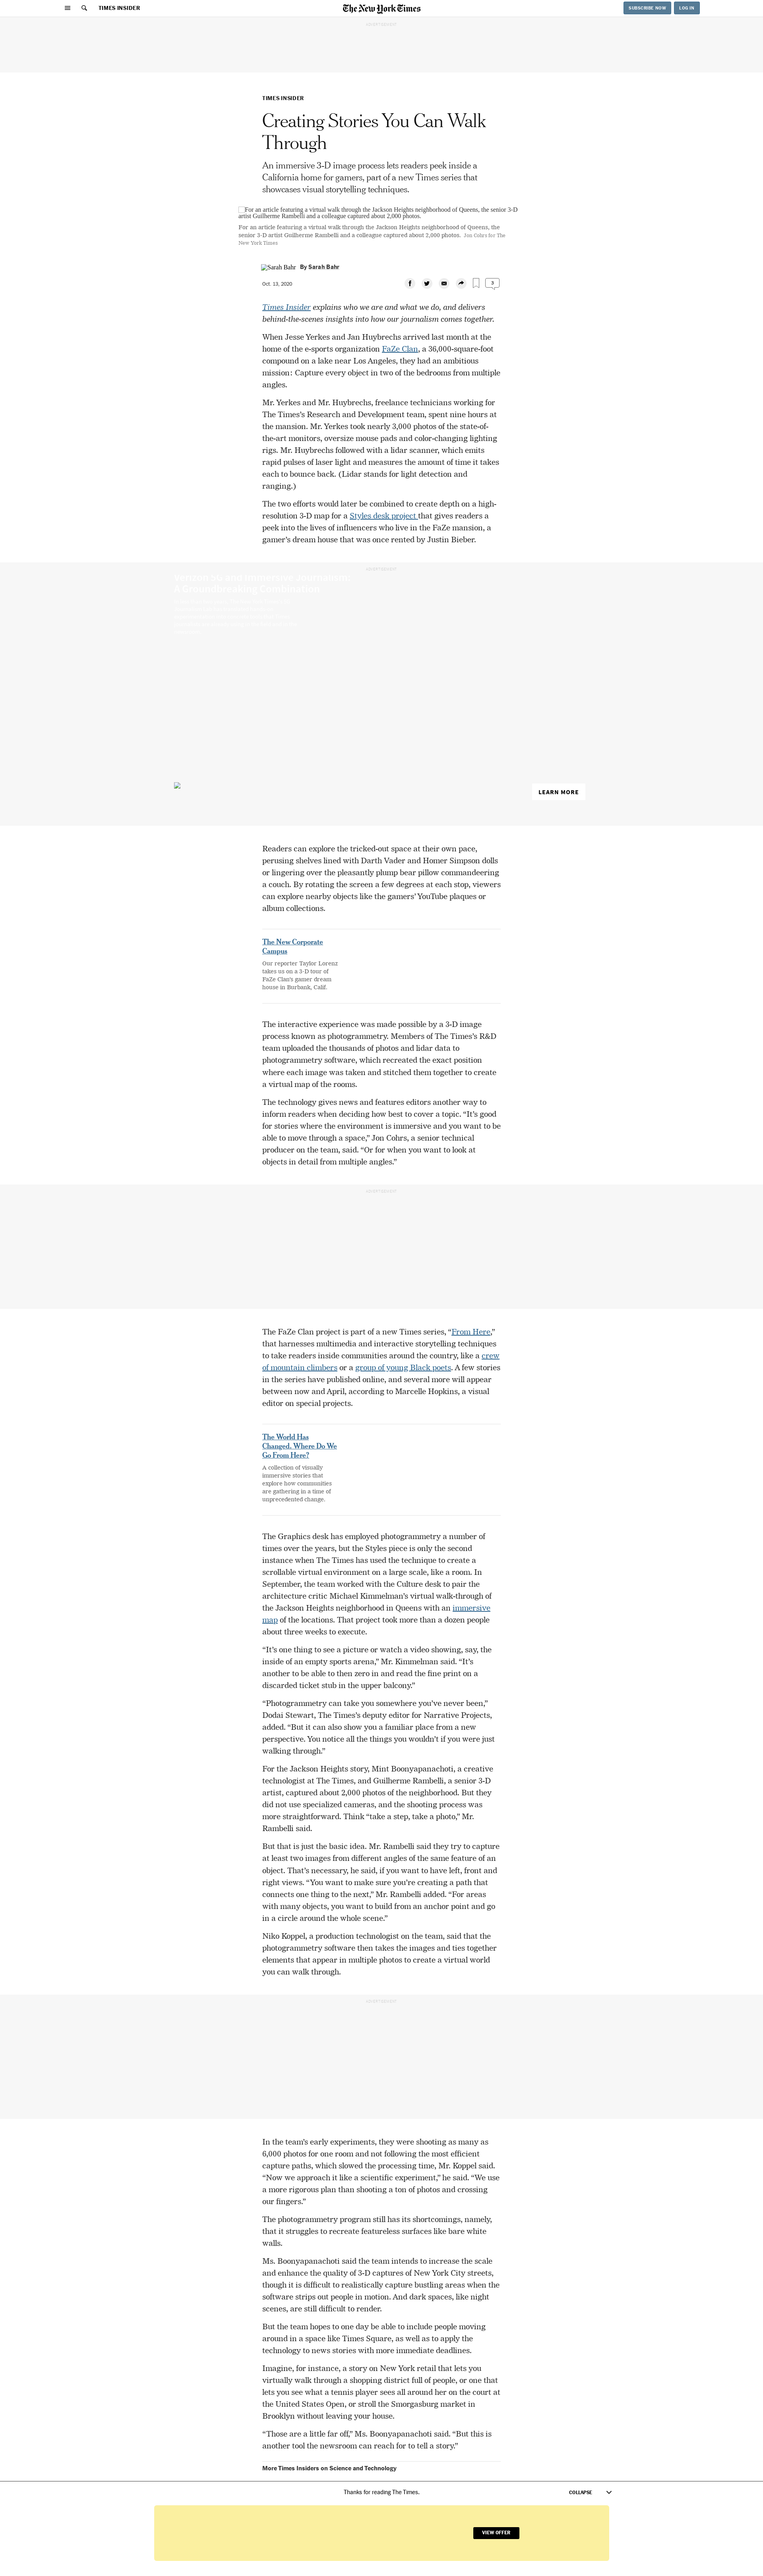 TIMES INSIDER
The New York Times
SUBSCRIBE NOW
LOG IN
ADVERTISEMENT
TIMES INSIDER
Creating Stories You Can Walk
Through
An immersive 3-D image process lets readers peek inside a
California home for gamers, part of a new Times series that
showcases visual storytelling techniques.
For an article featuring a virtual walk through the Jackson Heights neighborhood of Queens, the senior 3-D
artist Guilherme Rambelli and a colleague captured about 2,000 photos.
For an article featuring a virtual walk through the Jackson Heights neighborhood of Queens, the
senior 3-D artist Guilherme Rambelli and a colleague captured about 2,000 photos. Jon Cohrs for The
New York Times
Sarah Bahr By Sarah Bahr
Oct. 13, 2020
3
Times Insider explains who we are and what we do, and delivers
behind-the-scenes insights into how our journalism comes together.
When Jesse Yerkes and Jan Huybrechs arrived last month at the
home of the e-sports organization FaZe Clan, a 36,000-square-foot
compound on a lake near Los Angeles, they had an ambitious
mission: Capture every object in two of the bedrooms from multiple
angles.
Mr. Yerkes and Mr. Huybrechs, freelance technicians working for
The Times’s Research and Development team, spent nine hours at
the mansion. Mr. Yerkes took nearly 3,000 photos of the state-of-
the-art monitors, oversize mouse pads and color-changing lighting
rigs. Mr. Huybrechs followed with a lidar scanner, which emits
rapid pulses of laser light and measures the amount of time it takes
each to bounce back. (Lidar stands for light detection and
ranging.)
The two efforts would later be combined to create depth on a high-
resolution 3-D map for a Styles desk project that gives readers a
peek into the lives of influencers who live in the FaZe mansion, a
gamer’s dream house that was once rented by Justin Bieber.
ADVERTISEMENT
Verizon 5G and Immersive Journalism:
A Groundbreaking Combination
LEARN MORE
Readers can explore the tricked-out space at their own pace,
perusing shelves lined with Darth Vader and Homer Simpson dolls
or lingering over the pleasantly plump bear pillow commandeering
a couch. By rotating the screen a few degrees at each stop, viewers
can explore nearby objects like the gamers’ YouTube plaques or
album collections.
The New Corporate
Campus
Our reporter Taylor Lorenz
takes us on a 3-D tour of
FaZe Clan’s gamer dream
house in Burbank, Calif.
The interactive experience was made possible by a 3-D image
process known as photogrammetry. Members of The Times’s R&D
team uploaded the thousands of photos and lidar data to
photogrammetry software, which recreated the exact position
where each image was taken and stitched them together to create
a virtual map of the rooms.
The technology gives news and features editors another way to
inform readers when deciding how best to cover a topic. “It’s good
for stories where the environment is immersive and you want to be
able to move through a space,” Jon Cohrs, a senior technical
producer on the team, said. “Or for when you want to look at
objects in detail from multiple angles.”
ADVERTISEMENT
The FaZe Clan project is part of a new Times series, “From Here,”
that harnesses multimedia and interactive storytelling techniques
to take readers inside communities around the country, like a crew
of mountain climbers or a group of young Black poets. A few stories
in the series have published online, and several more will appear
between now and April, according to Marcelle Hopkins, a visual
editor on special projects.
The World Has
Changed. Where Do We
Go From Here?
A collection of visually
immersive stories that
explore how communities
are gathering in a time of
unprecedented change.
The Graphics desk has employed photogrammetry a number of
times over the years, but the Styles piece is only the second
instance when The Times has used the technique to create a
scrollable virtual environment on a large scale, like a room. In
September, the team worked with the Culture desk to pair the
architecture critic Michael Kimmelman’s virtual walk-through of
the Jackson Heights neighborhood in Queens with an immersive
map of the locations. That project took more than a dozen people
about three weeks to execute.
“It’s one thing to see a picture or watch a video showing, say, the
inside of an empty sports arena,” Mr. Kimmelman said. “It’s
another to be able to then zero in and read the fine print on a
discarded ticket stub in the upper balcony.”
“Photogrammetry can take you somewhere you’ve never been,”
Dodai Stewart, The Times’s deputy editor for Narrative Projects,
added. “But it can also show you a familiar place from a new
perspective. You notice all the things you wouldn’t if you were just
walking through.”
For the Jackson Heights story, Mint Boonyapanachoti, a creative
technologist at The Times, and Guilherme Rambelli, a senior 3-D
artist, captured about 2,000 photos of the neighborhood. But they
did not use specialized cameras, and the shooting process was
more straightforward. Think “take a step, take a photo,” Mr.
Rambelli said.
But that is just the basic idea. Mr. Rambelli said they try to capture
at least two images from different angles of the same feature of an
object. That’s necessary, he said, if you want to have left, front and
right views. “You want to make sure you’re creating a path that
connects one thing to the next,” Mr. Rambelli added. “For areas
with many objects, you want to build from an anchor point and go
in a circle around the whole scene.”
Niko Koppel, a production technologist on the team, said that the
photogrammetry software then takes the images and ties together
elements that appear in multiple photos to create a virtual world
you can walk through.
ADVERTISEMENT
In the team’s early experiments, they were shooting as many as
6,000 photos for one room and not following the most efficient
capture paths, which slowed the processing time, Mr. Koppel said.
“Now we approach it like a scientific experiment,” he said. “We use
a more rigorous plan than shooting a ton of photos and crossing
our fingers.”
The photogrammetry program still has its shortcomings, namely,
that it struggles to recreate featureless surfaces like bare white
walls.
Ms. Boonyapanachoti said the team intends to increase the scale
and enhance the quality of 3-D captures of New York City streets,
though it is difficult to realistically capture bustling areas when the
software strips out people in motion. And dark spaces, like night
scenes, are still difficult to render.
But the team hopes to one day be able to include people moving
around in a space like Times Square, as well as to apply the
technology to news stories with more immediate deadlines.
Imagine, for instance, a story on New York retail that lets you
virtually walk through a shopping district full of people, or one that
lets you see what a tennis player sees all around her on the court at
the United States Open, or stroll the Smorgasburg market in
Brooklyn without leaving your house.
“Those are a little far off,” Ms. Boonyapanachoti said. “But this is
another tool the newsroom can reach for to tell a story.”
More Times Insiders on Science and Technology
Thanks for reading The Times.
COLLAPSE
VIEW OFFER